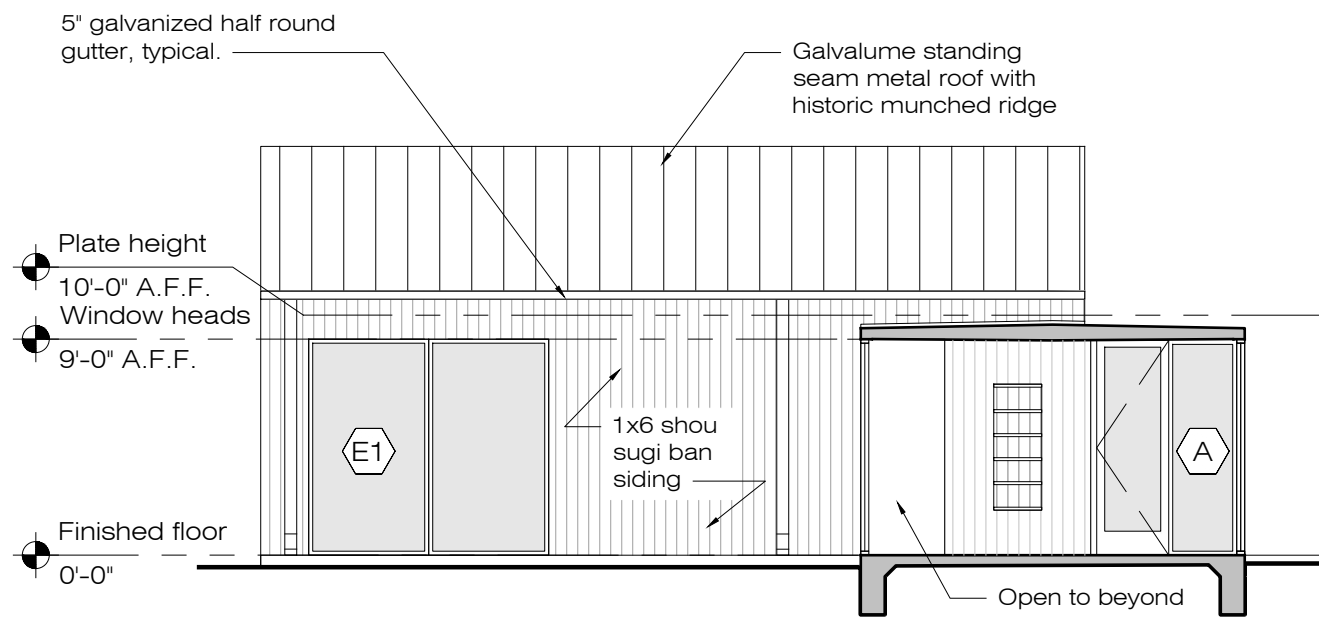 5" galvanized half round
gutter, typical.
Galvalume standing
seam metal roof with
historic munched ridge
Plate height
10'-0" A.F.F.
Window heads
9'-0" A.F.F.
E1
1x6 shou
sugi ban
siding
A
Finished floor
0'-0"
Open to beyond